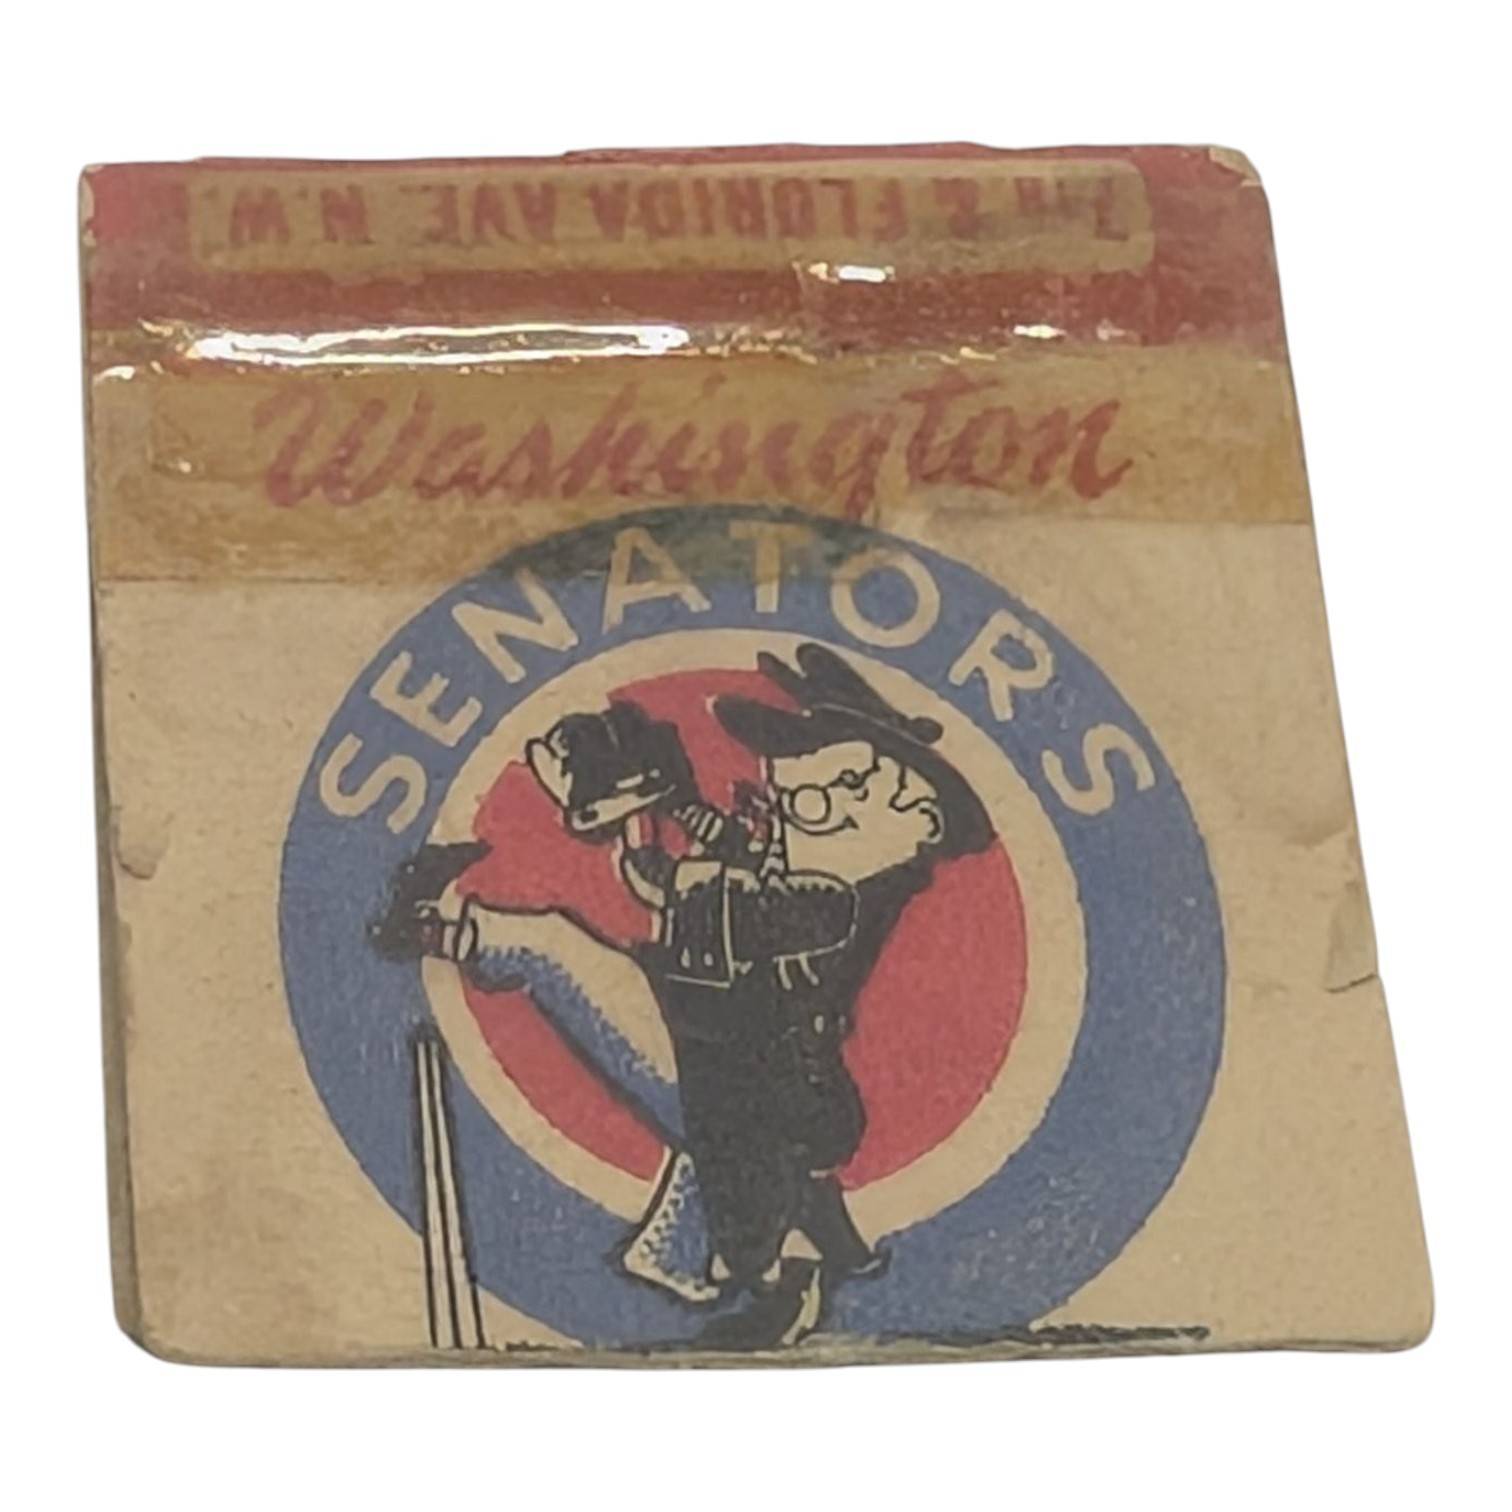 7TH & FLORIDA AVE. N.W.
Washington
SENATORS